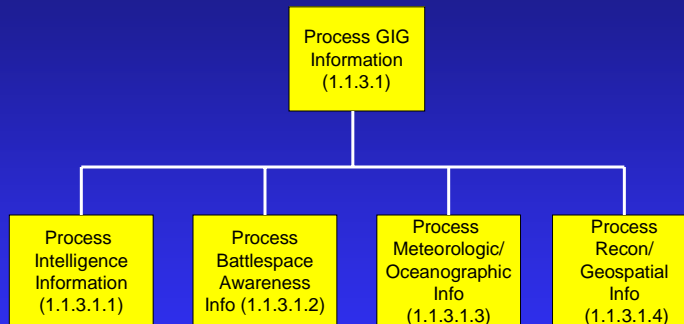 Process GIG
Information
(1.1.3.1)
Process
Intelligence
Information
(1.1.3.1.1)
Process
Battlespace
Awareness
Info (1.1.3.1.2)
Process
Meteorologic/
Oceanographic
Info
(1.1.3.1.3)
Process
Recon/
Geospatial
Info
(1.1.3.1.4)